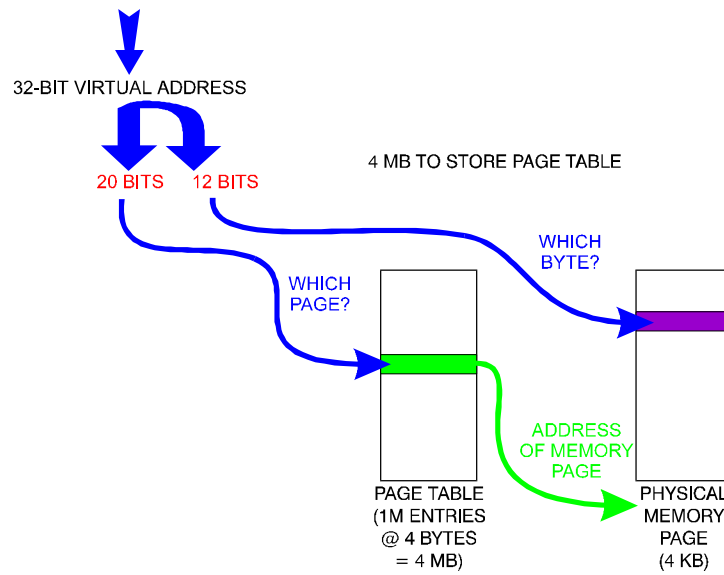 32-BIT VIRTUAL ADDRESS
4 MB TO STORE PAGE TABLE
20 BITS
12 BITS
WHICH
BYTE?
WHICH
PAGE?
ADDRESS
OF MEMORY
PAGE
PAGE TABLE
(1M ENTRIES
@ 4 BYTES
= 4 MB)
PHYSICAL
MEMORY
PAGE
(4 KB)